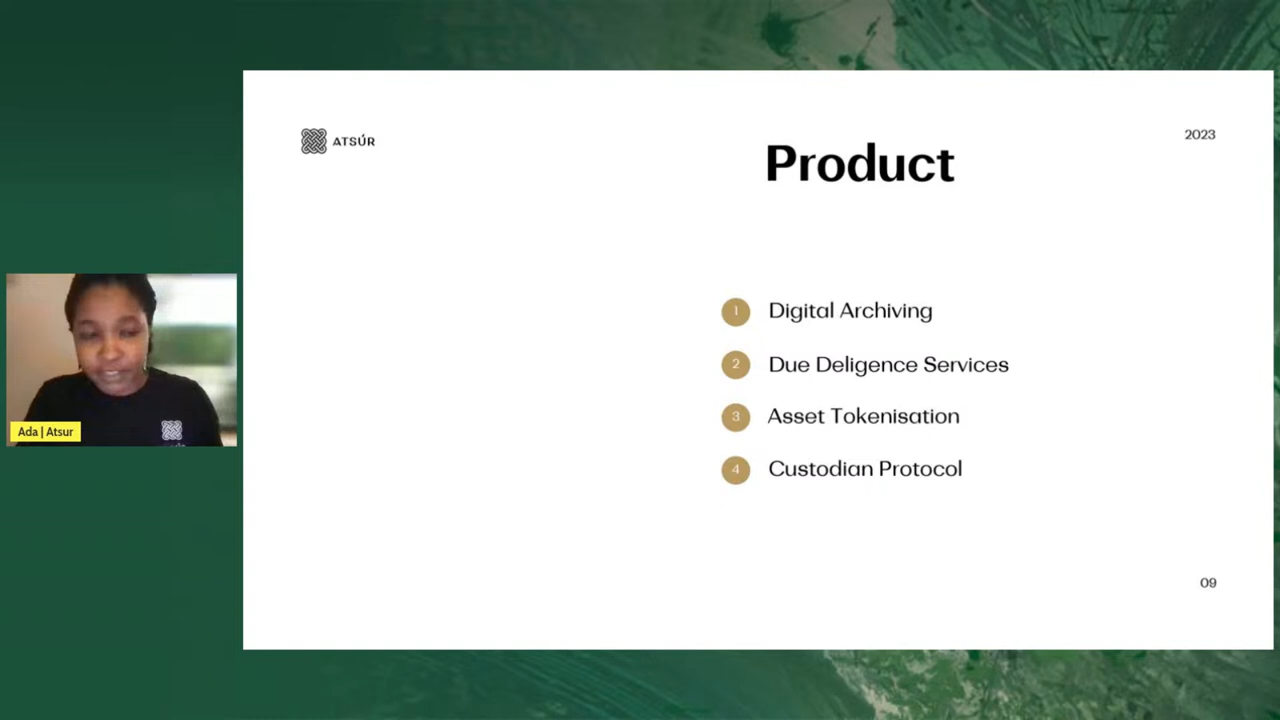 ATSÚR
2023
Product
1 Digital Archiving
2 Due Deligence Services
3 Asset Tokenisation
4 Custodian Protocol
09
Ada | Atsur